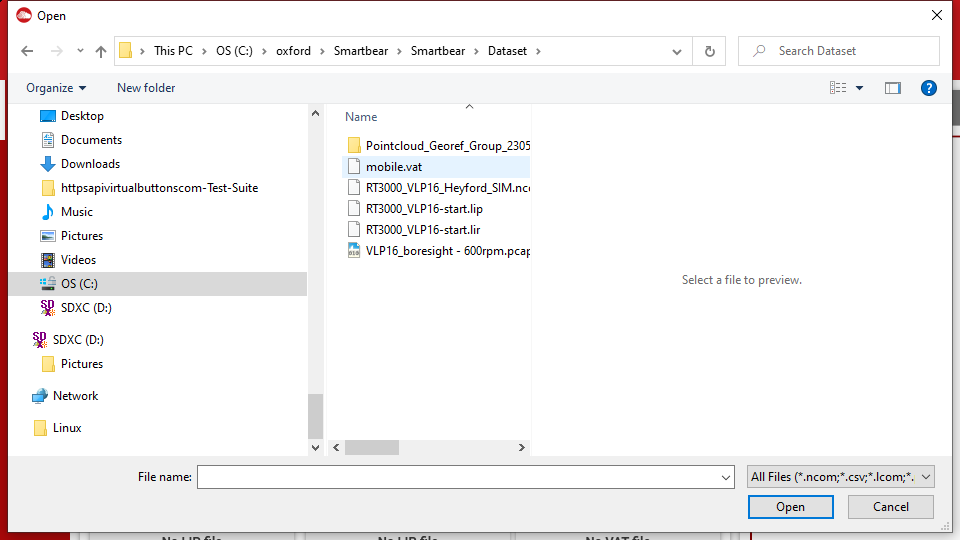 Open
This PC > OS (C:) > oxford > Smartbear > Smartbear > Dataset >
Search Dataset
Organize
New folder
Desktop
Documents
Downloads
httpsapivirtualbuttonscom-Test-Suite
Music
Pictures
Videos
OS (C:)
SDXC (D:)
SDXC (D:)
Pictures
Network
Linux
Name
Pointcloud_Georef_Group_2305
mobile.vat
RT3000_VLP16_Heyford_SIM.nco
RT3000_VLP16-start.lip
RT3000_VLP16-start.lir
VLP16_boresight - 600rpm.pcap
Select a file to preview.
File name:
All Files (*.ncom;*.csv;*.lcom;*.
Open
Cancel
No LIP file
No LIR file
No VAT file